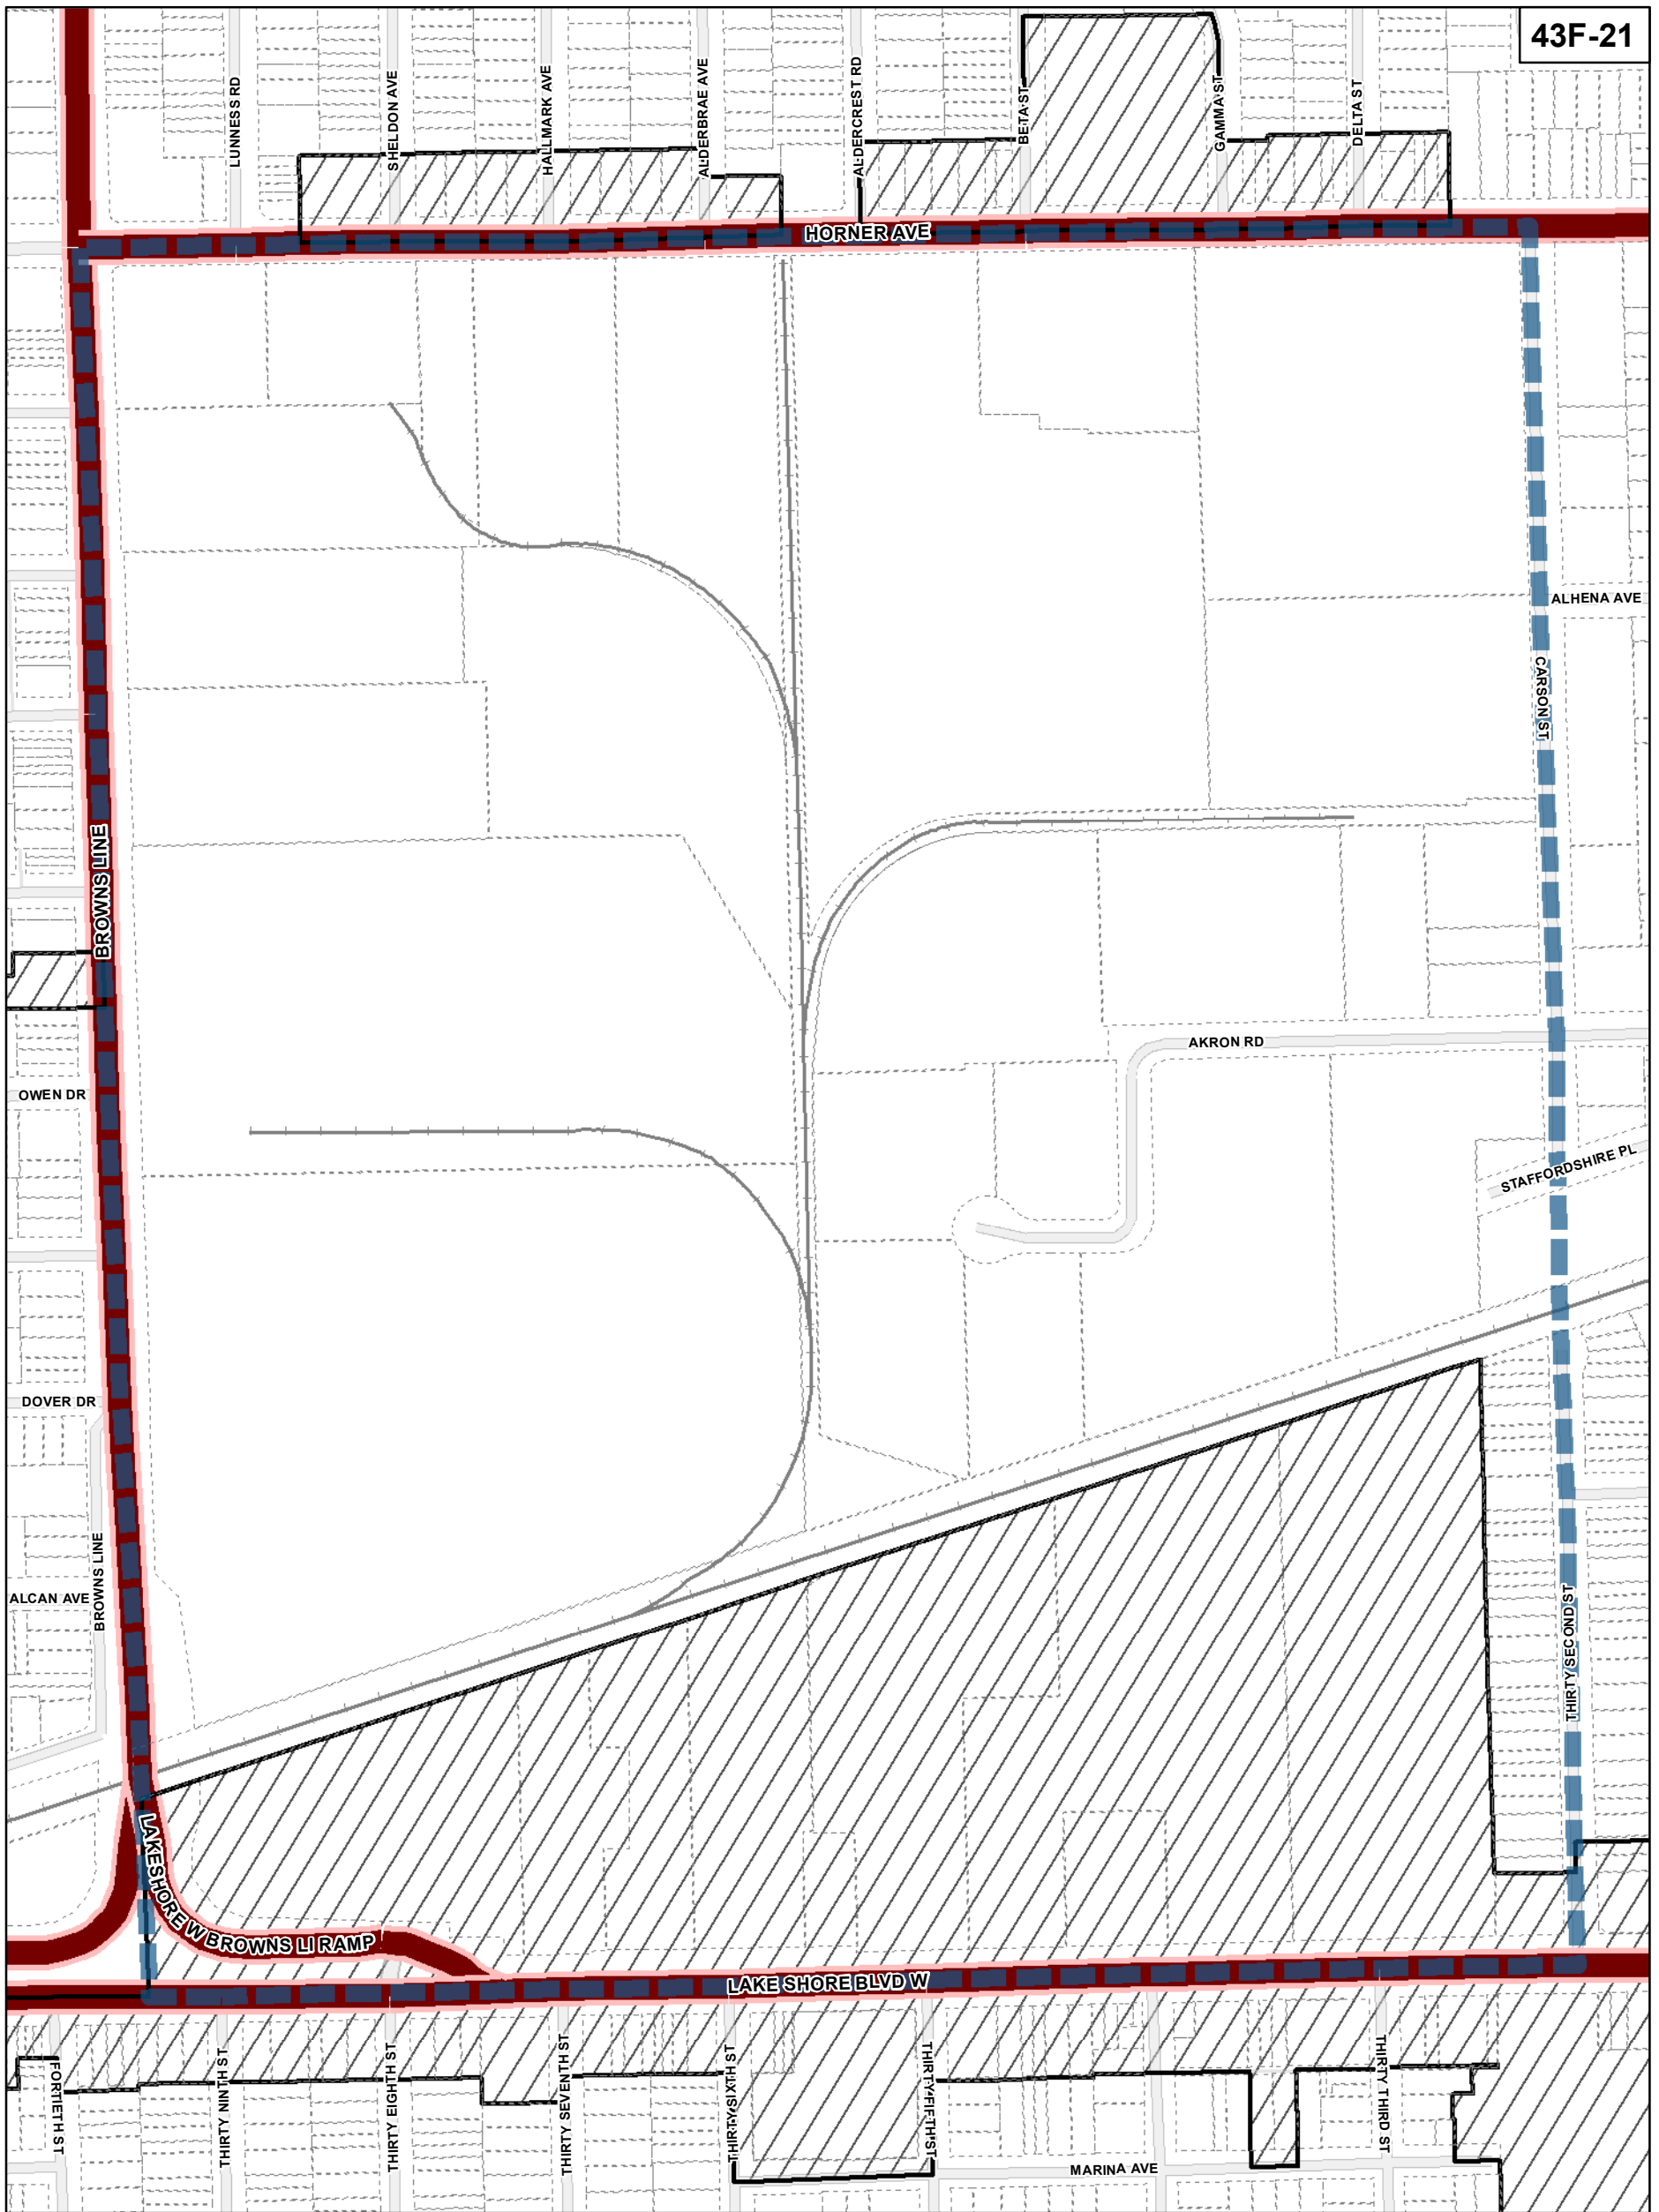 43F-21
LUNNESS RD
SHELDON AVE
HALLMARK AVE
ALDERBRAE AVE
ALDERCREST RD
BETA ST
GAMMA ST
DELTA ST
HORNER AVE
ALHENA AVE
CARSON ST
BROWNS LINE
AKRON RD
OWEN DR
STAFFORDSHIRE PL
DOVER DR
BROWNS LINE
ALCAN AVE
THIRTY SECOND ST
LAKESHORE W BROWNS LI RAMP
LAKE SHORE BLVD W
FORTIETH ST
THIRTY NINTH ST
THIRTY EIGHTH ST
THIRTY SEVENTH ST
THIRTY SIXTH ST
THIRTY FIFTH ST
THIRTY THIRD ST
MARINA AVE